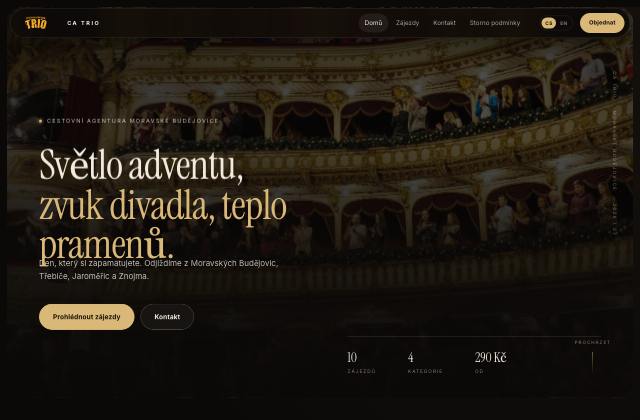 TRIO
CA TRIO
Domů
Zájezdy
Kontakt
Storno podmínky
CS
EN
Objednat
CESTOVNÍ AGENTURA MORAVSKÉ BUDĚJOVICE
Světlo adventu,
zvuk divadla, teplo
pramenů.
Den, který si zapamatujete. Odjíždíme z Moravských Budějovic,
Třebíče, Jaroměřic a Znojma.
Prohlédnout zájezdy
Kontakt
PROCHÁZET
10
ZÁJEZDŮ
4
KATEGORIE
290 Kč
OD